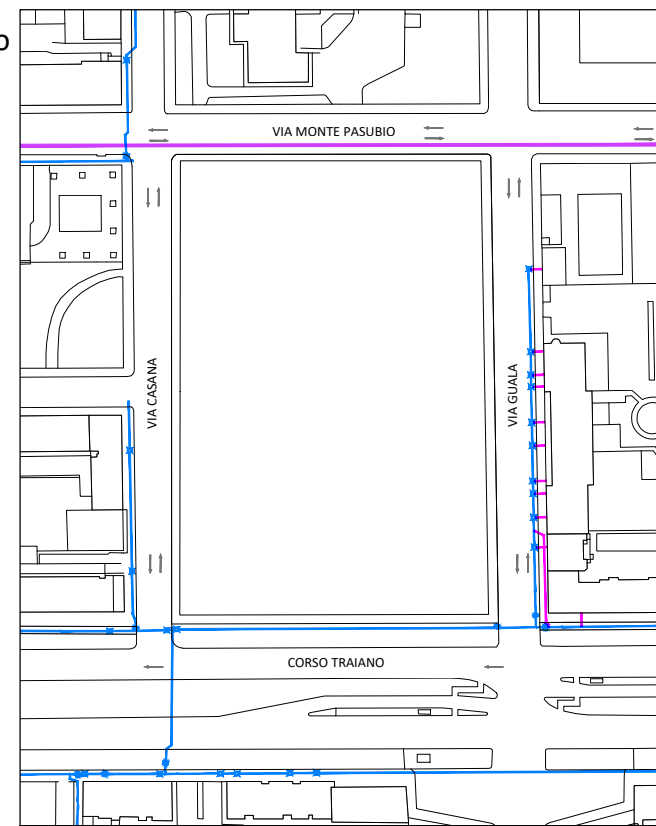 o
VIA MONTE PASUBIO
VIA CASANA
VIA GUALA
CORSO TRAIANO